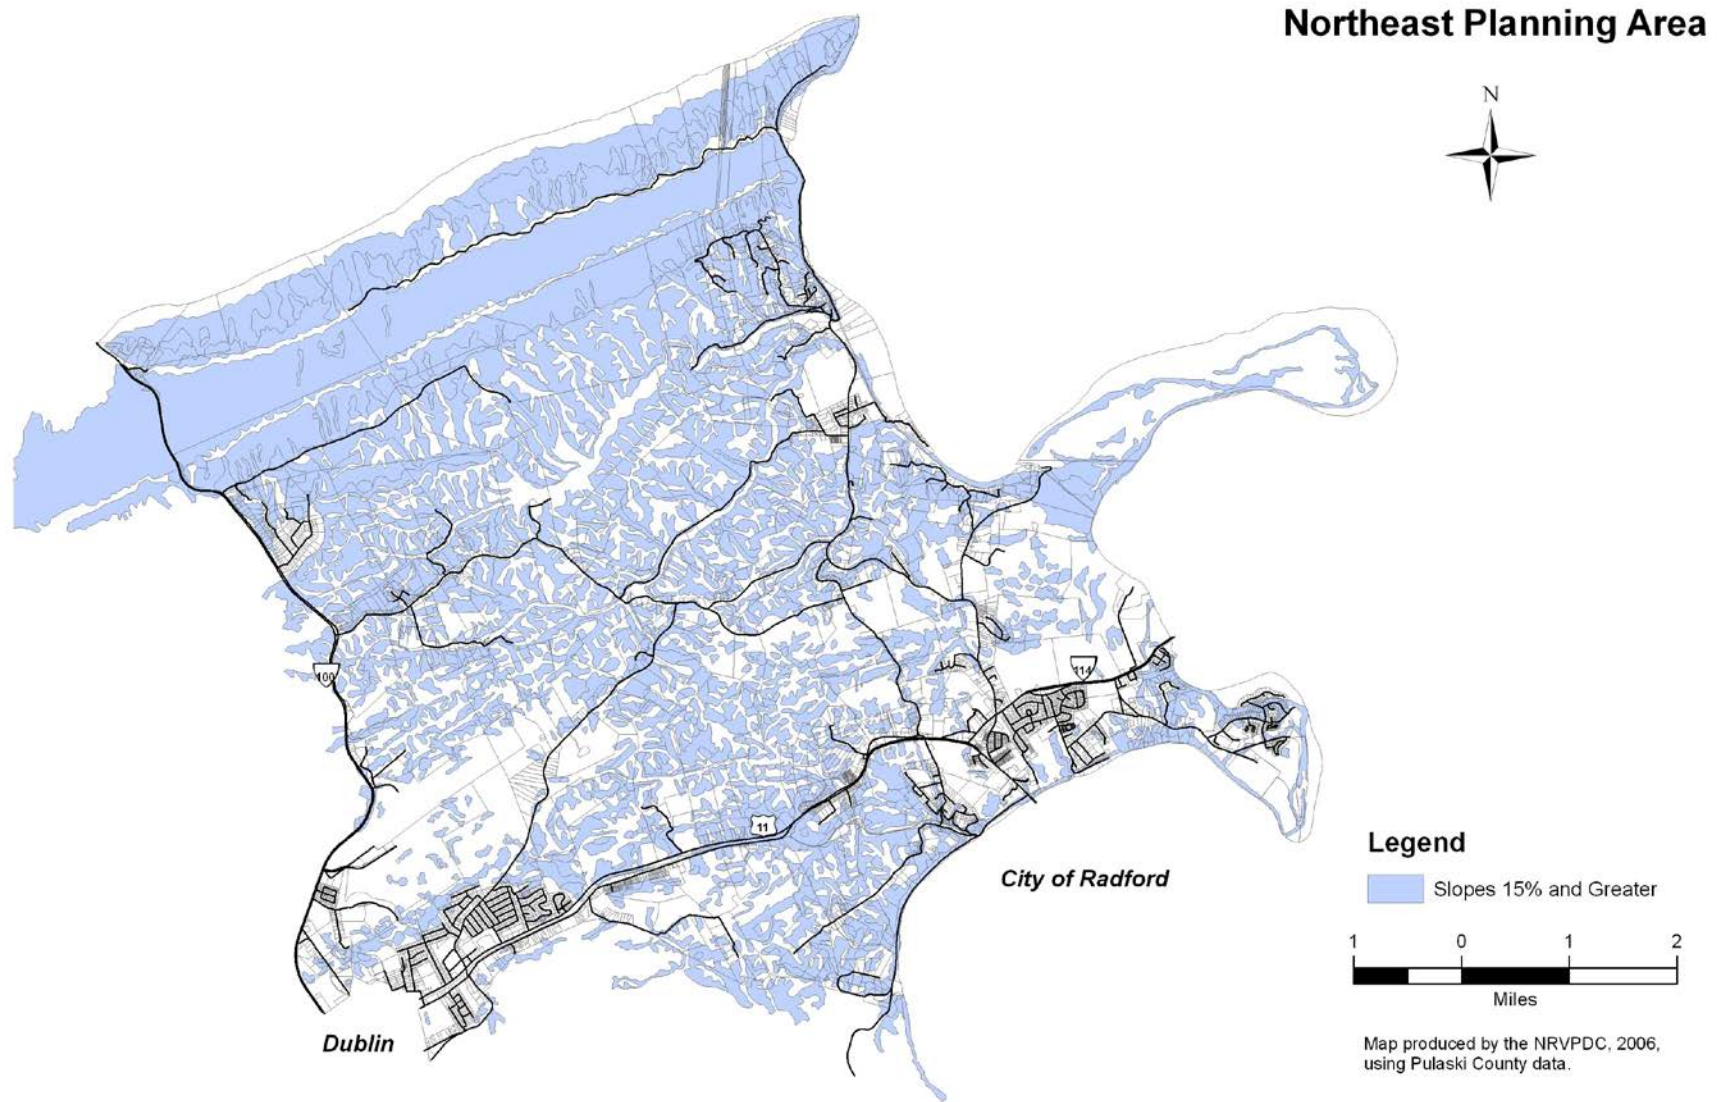 Northeast Planning Area
N
100
114
11
City of Radford
Dublin
Legend
Slopes 15% and Greater
1 0 1 2
Miles
Map produced by the NRVPDC, 2006,
using Pulaski County data.